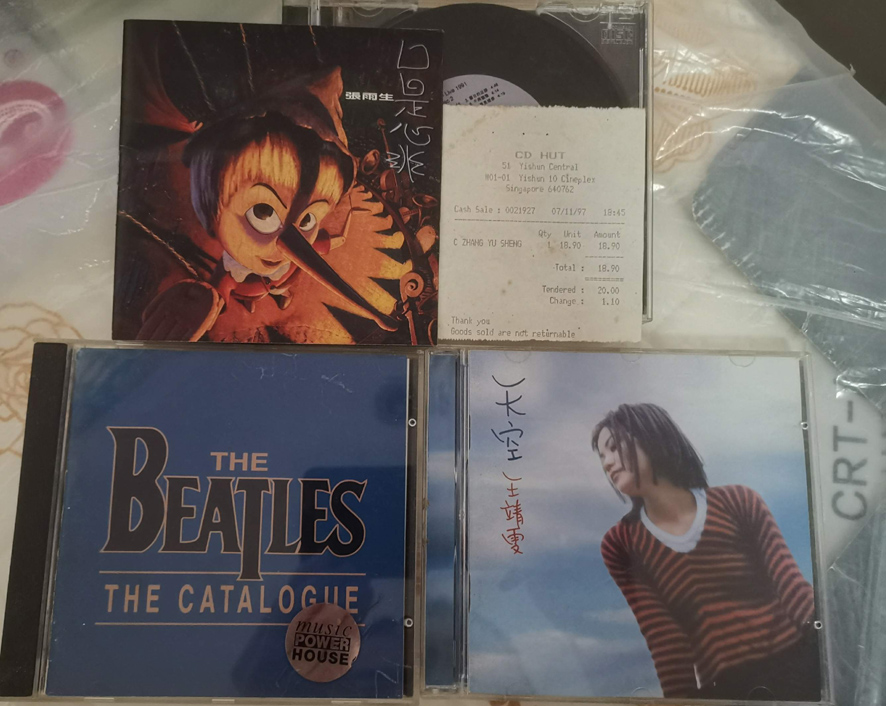 張雨生
口是心非
CD HUT
51 Yishun Central
#01-01 Yishun 10 Cineplex
Singapore 640762
Cash Sale : 0021927 07/11/97 18:45
Qty Unit Amount
C ZHANG YU SHENG 1 18.90 18.90
Total : 18.90
Tendered : 20.00
Change : 1.10
Thank you
Goods sold are not returnable
THE
BEATLES
THE CATALOGUE
music
POWER
HOUSE
天空
王靖雯
CRT-